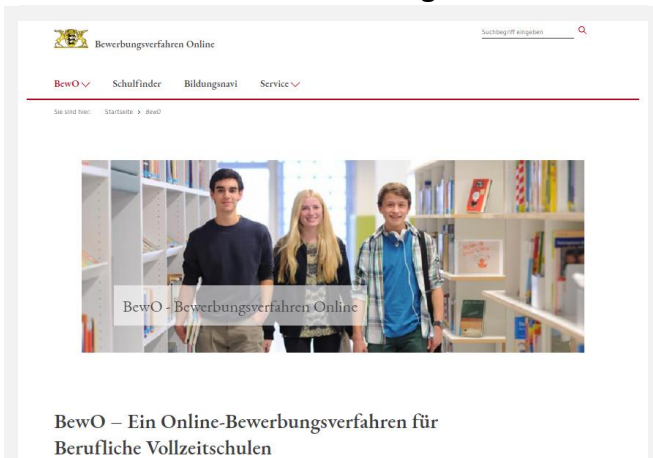 Bewerbungsverfahren Online
Suchbegriff eingeben
BewO Schulfinder Bildungsnavi Service
Sie sind hier: Startseite > BewO
BewO - Bewerbungsverfahren Online
BewO – Ein Online-Bewerbungsverfahren für
Berufliche Vollzeitschulen